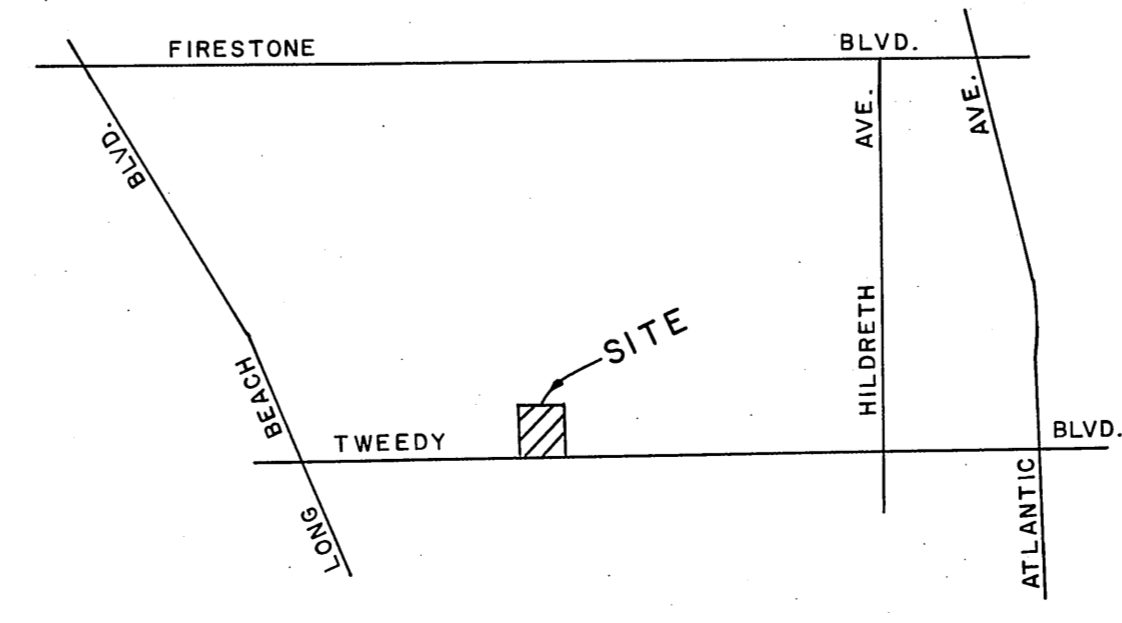 FIRESTONE BLVD.
LONG BEACH BLVD.
HILDRETH AVE.
ATLANTIC AVE.
SITE
TWEEDY BLVD.